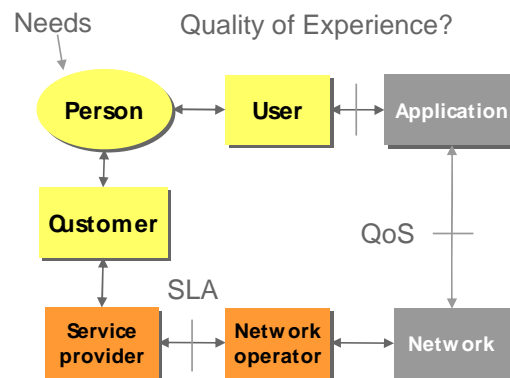 Needs
Quality of Experience?
Person
User
Application
Customer
QoS
SLA
Service
provider
Network
operator
Network